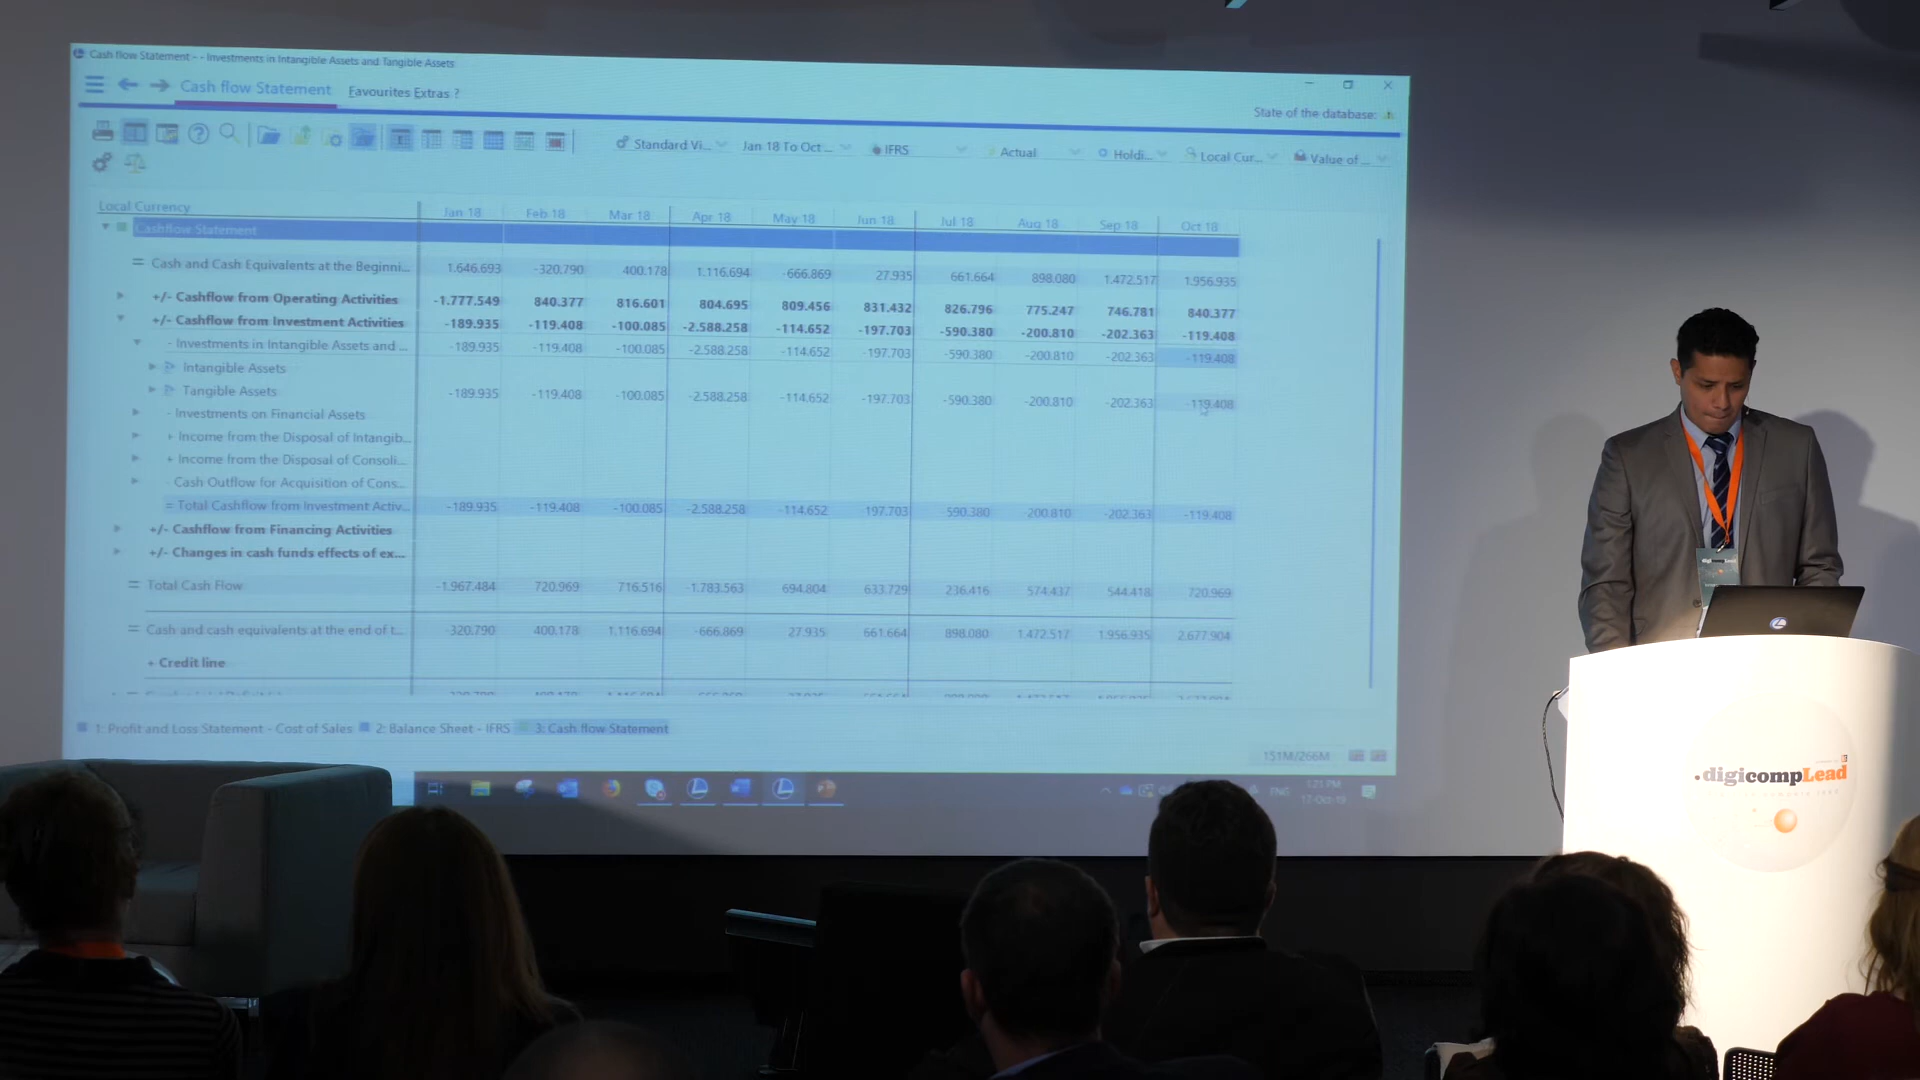 Cash flow Statement - - Investments in Intangible Assets and Tangible Assets
Cash flow Statement Favourites Extras ?
State of the database:
Standard Vi... Jan 18 To Oct ... IFRS Actual Holdi... Local Cur... Value of ...
Local Currency Jan 18 Feb 18 Mar 18 Apr 18 May 18 Jun 18 Jul 18 Aug 18 Sep 18 Oct 18
Cashflow Statement
= Cash and Cash Equivalents at the Beginni... 1.646.693 -320.790 400.178 1.116.694 -666.869 27.935 661.664 898.080 1.472.517 1.956.935
+/- Cashflow from Operating Activities -1.777.549 840.377 816.601 804.695 809.456 831.432 826.796 775.247 746.781 840.377
+/- Cashflow from Investment Activities -189.935 -119.408 -100.085 -2.588.258 -114.652 -197.703 -590.380 -200.810 -202.363 -119.408
- Investments in Intangible Assets and ... -189.935 -119.408 -100.085 -2.588.258 -114.652 -197.703 -590.380 -200.810 -202.363 -119.408
Intangible Assets
Tangible Assets -189.935 -119.408 -100.085 -2.588.258 -114.652 -197.703 -590.380 -200.810 -202.363 -119.408
- Investments on Financial Assets
+ Income from the Disposal of Intangib...
+ Income from the Disposal of Consoli...
Cash Outflow for Acquisition of Cons...
= Total Cashflow from Investment Activ... -189.935 -119.408 -100.085 -2.588.258 -114.652 -197.703 -590.380 -200.810 -202.363 -119.408
+/- Cashflow from Financing Activities
+/- Changes in cash funds effects of ex...
= Total Cash Flow -1.967.484 720.969 716.516 -1.783.563 694.804 633.729 236.416 574.437 544.418 720.969
= Cash and cash equivalents at the end of t... -320.790 400.178 1.116.694 -666.869 27.935 661.664 898.080 1.472.517 1.956.935 2.677.904
+ Credit line
1: Profit and Loss Statement - Cost of Sales 2: Balance Sheet - IFRS 3: Cash flow Statement
151M/266M
ENG 1:21 PM
17-Oct-19
.digicompLead